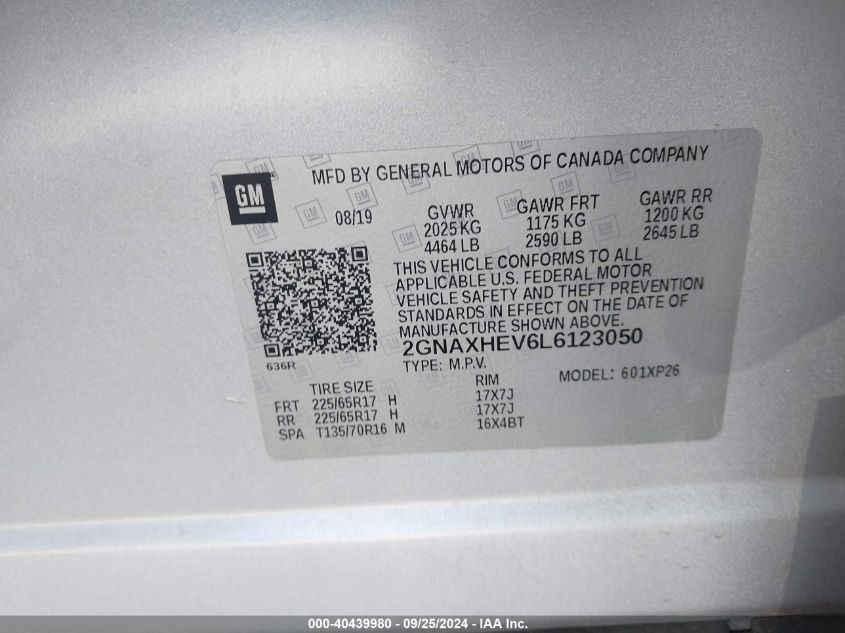 GM
MFD BY GENERAL MOTORS OF CANADA COMPANY
08/19
GVWR
2025 KG
4464 LB
GAWR FRT
1175 KG
2590 LB
GAWR RR
1200 KG
2645 LB
THIS VEHICLE CONFORMS TO ALL
APPLICABLE U.S. FEDERAL MOTOR
VEHICLE SAFETY AND THEFT PREVENTION
STANDARDS IN EFFECT ON THE DATE OF
MANUFACTURE SHOWN ABOVE.
2GNAXHEV6L6123050
636R
TYPE: M.P.V.
MODEL: 601XP26
TIRE SIZE RIM
FRT 225/65R17 H 17X7J
RR 225/65R17 H 17X7J
SPA T135/70R16 M 16X4BT
000-40439980 - 09/25/2024 - IAA Inc.